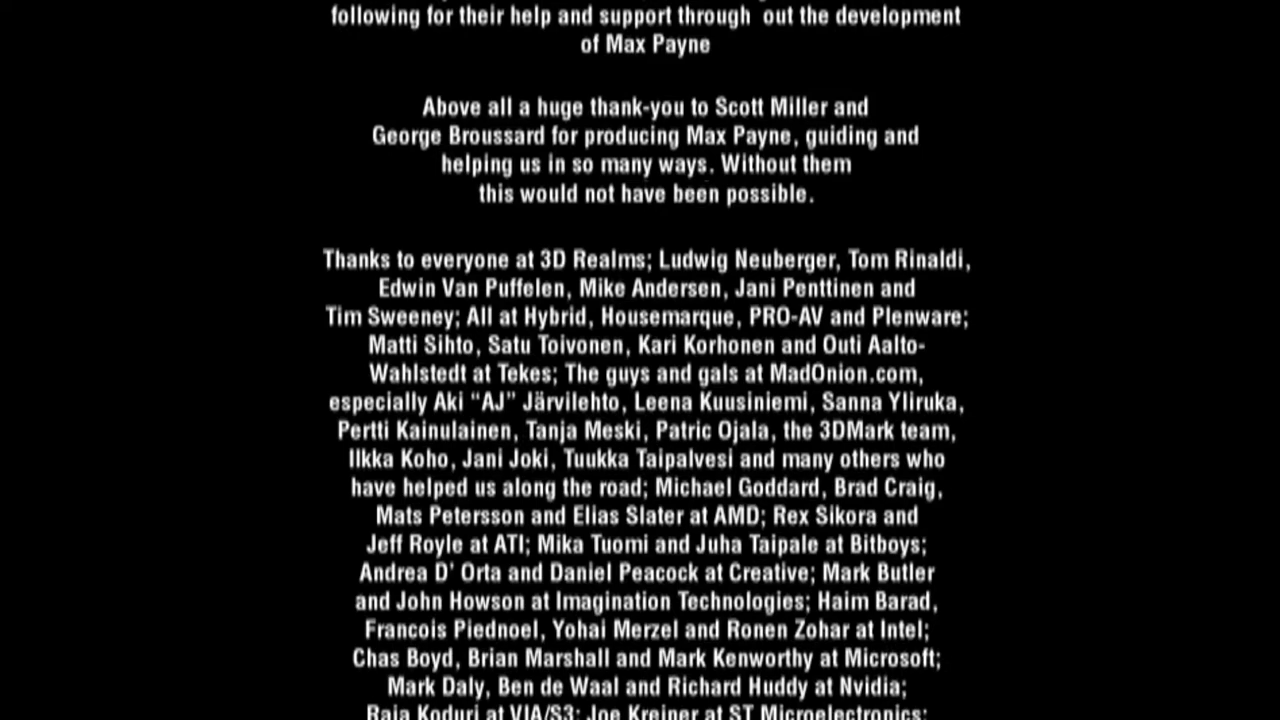 following for their help and support through out the development
of Max Payne
Above all a huge thank-you to Scott Miller and
George Broussard for producing Max Payne, guiding and
helping us in so many ways. Without them
this would not have been possible.
Thanks to everyone at 3D Realms; Ludwig Neuberger, Tom Rinaldi,
Edwin Van Puffelen, Mike Andersen, Jani Penttinen and
Tim Sweeney; All at Hybrid, Housemarque, PRO-AV and Plenware;
Matti Sihto, Satu Toivonen, Kari Korhonen and Outi Aalto-
Wahlstedt at Tekes; The guys and gals at MadOnion.com,
especially Aki “AJ” Järvilehto, Leena Kuusiniemi, Sanna Yliruka,
Pertti Kainulainen, Tanja Meski, Patric Ojala, the 3DMark team,
Ilkka Koho, Jani Joki, Tuukka Taipalvesi and many others who
have helped us along the road; Michael Goddard, Brad Craig,
Mats Petersson and Elias Slater at AMD; Rex Sikora and
Jeff Royle at ATI; Mika Tuomi and Juha Taipale at Bitboys;
Andrea D' Orta and Daniel Peacock at Creative; Mark Butler
and John Howson at Imagination Technologies; Haim Barad,
Francois Piednoel, Yohai Merzel and Ronen Zohar at Intel;
Chas Boyd, Brian Marshall and Mark Kenworthy at Microsoft;
Mark Daly, Ben de Waal and Richard Huddy at Nvidia;
Raja Koduri at VIA/S3; Joe Kreiner at ST Microelectronics;